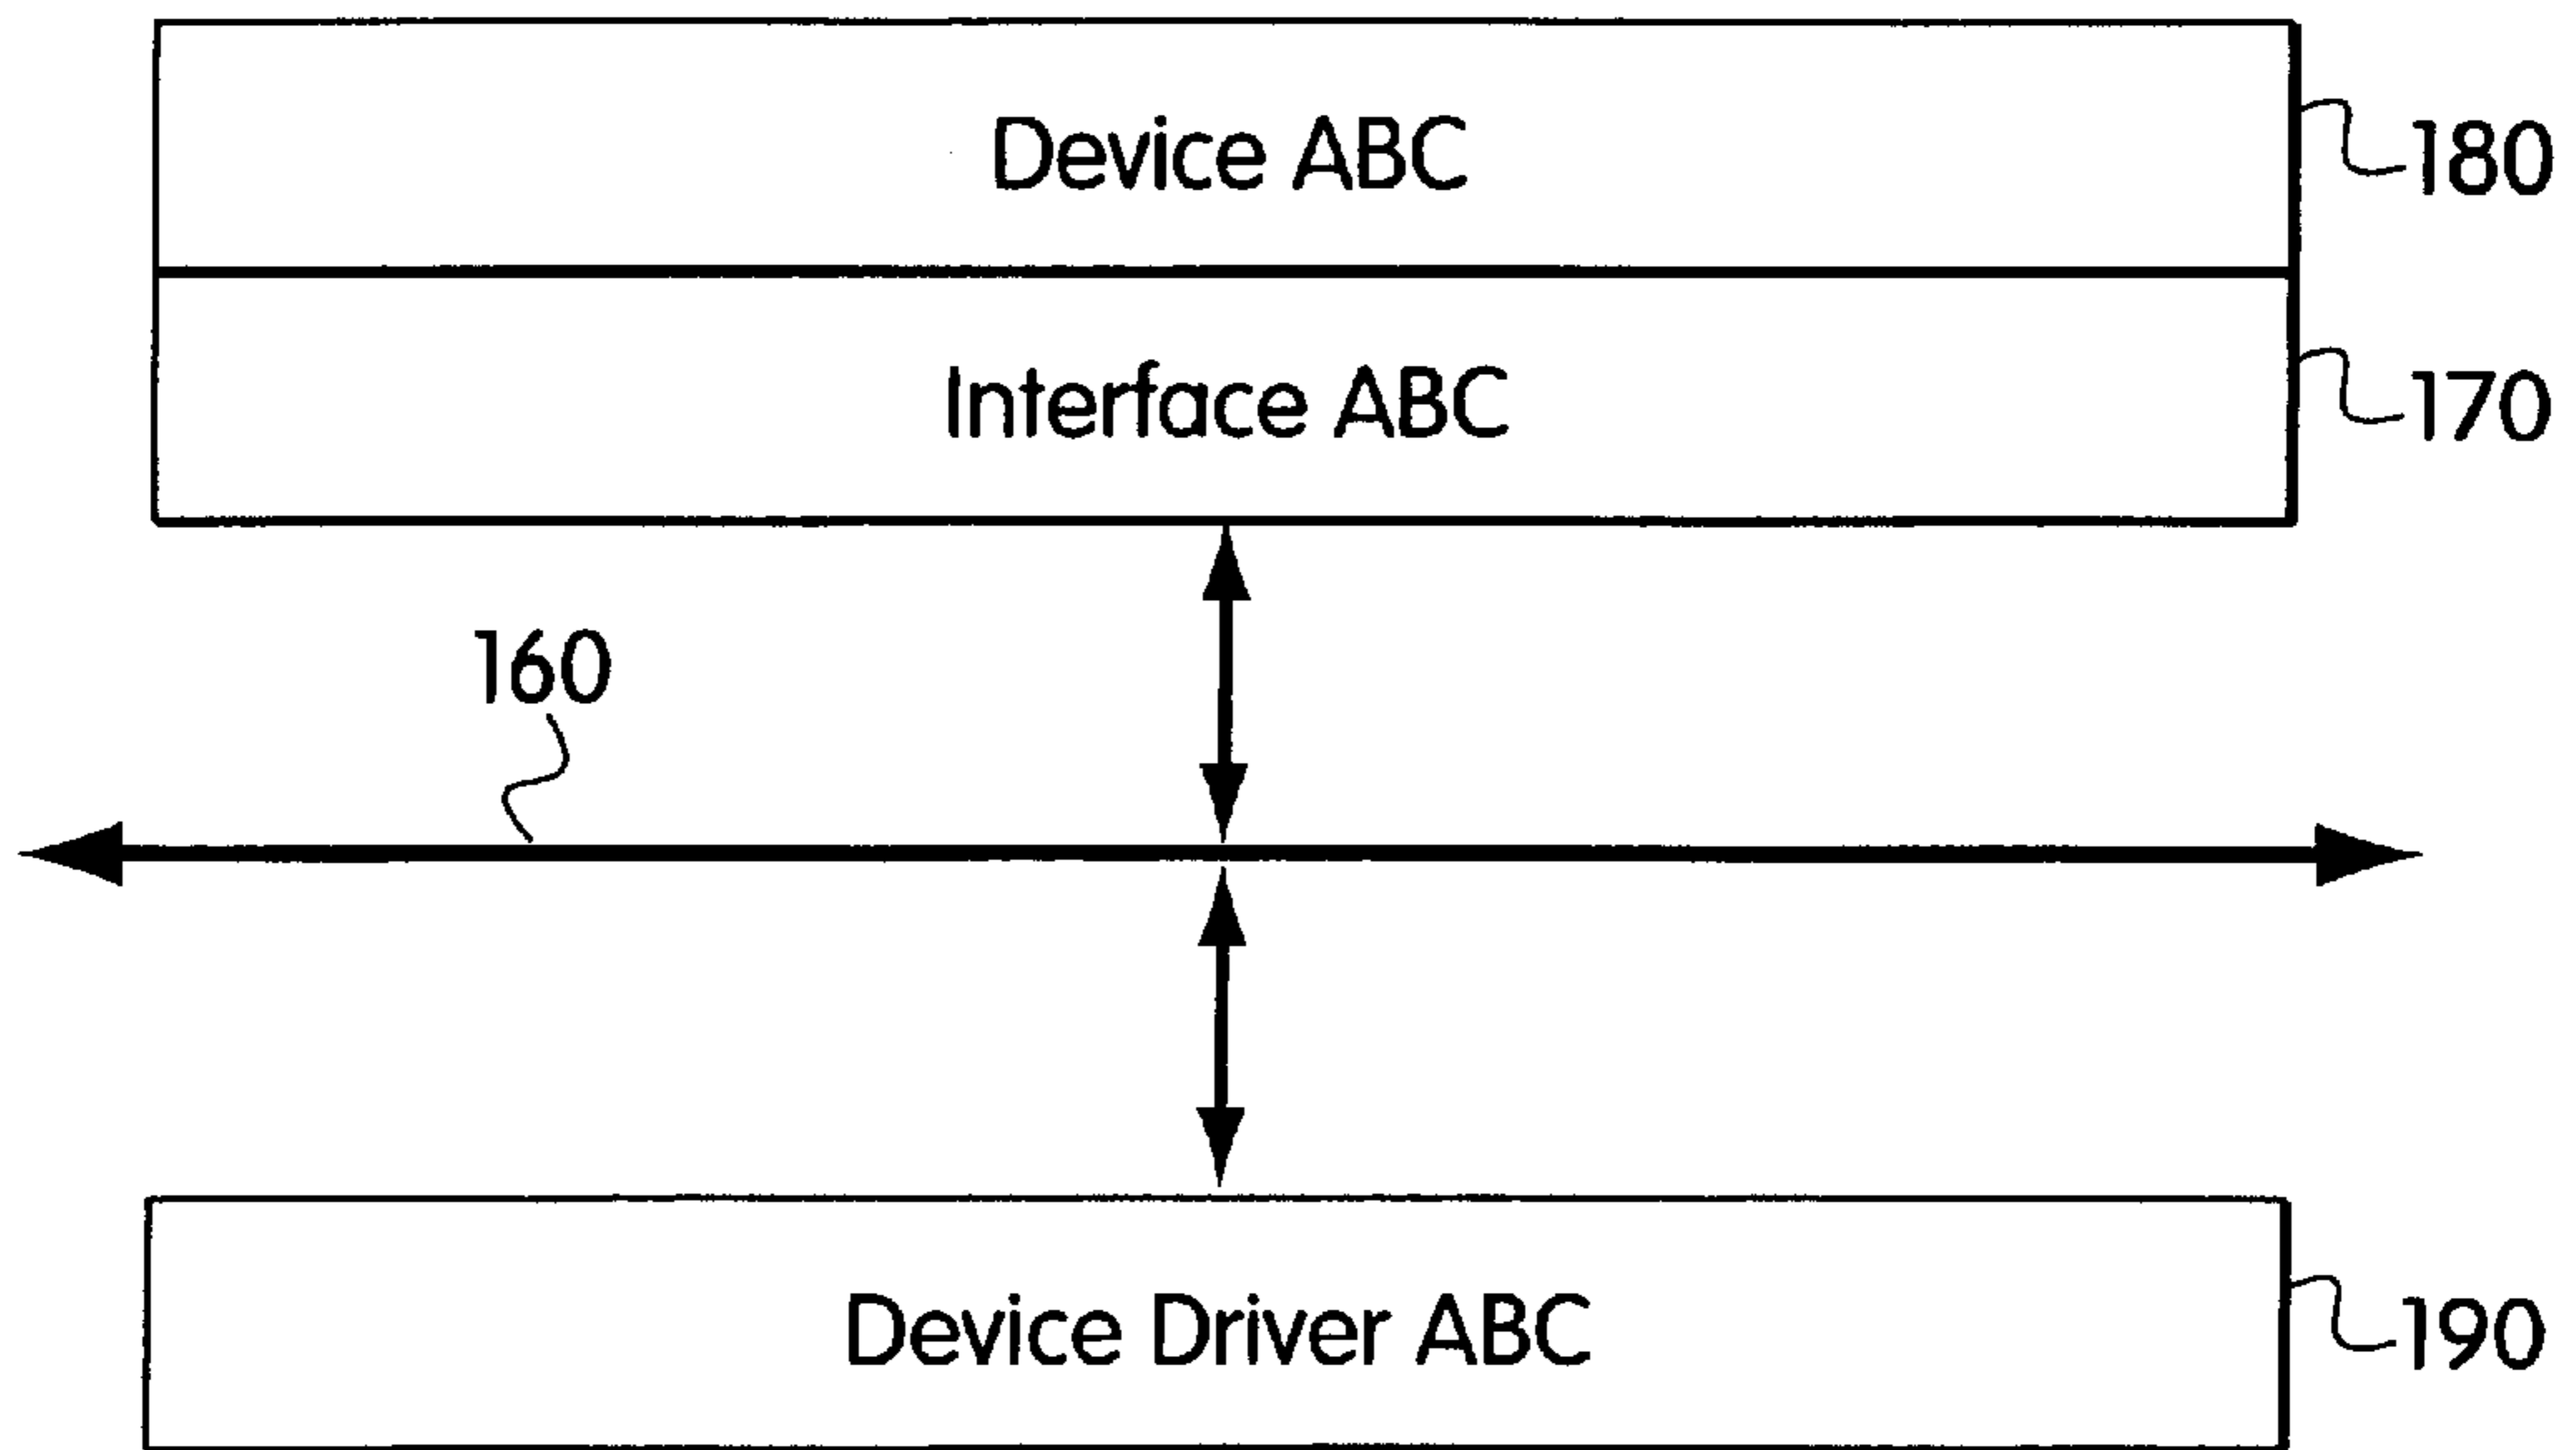 Device ABC
180
Interface ABC
170
160
Device Driver ABC
190